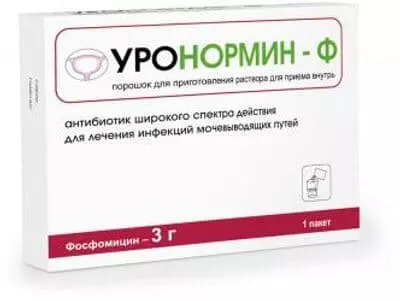 УРОНОРМИН - Ф
порошок для приготовления раствора для приема внутрь
антибиотик широкого спектра действия
для лечения инфекций мочевыводящих путей
Фосфомицин – 3 г
1 пакет